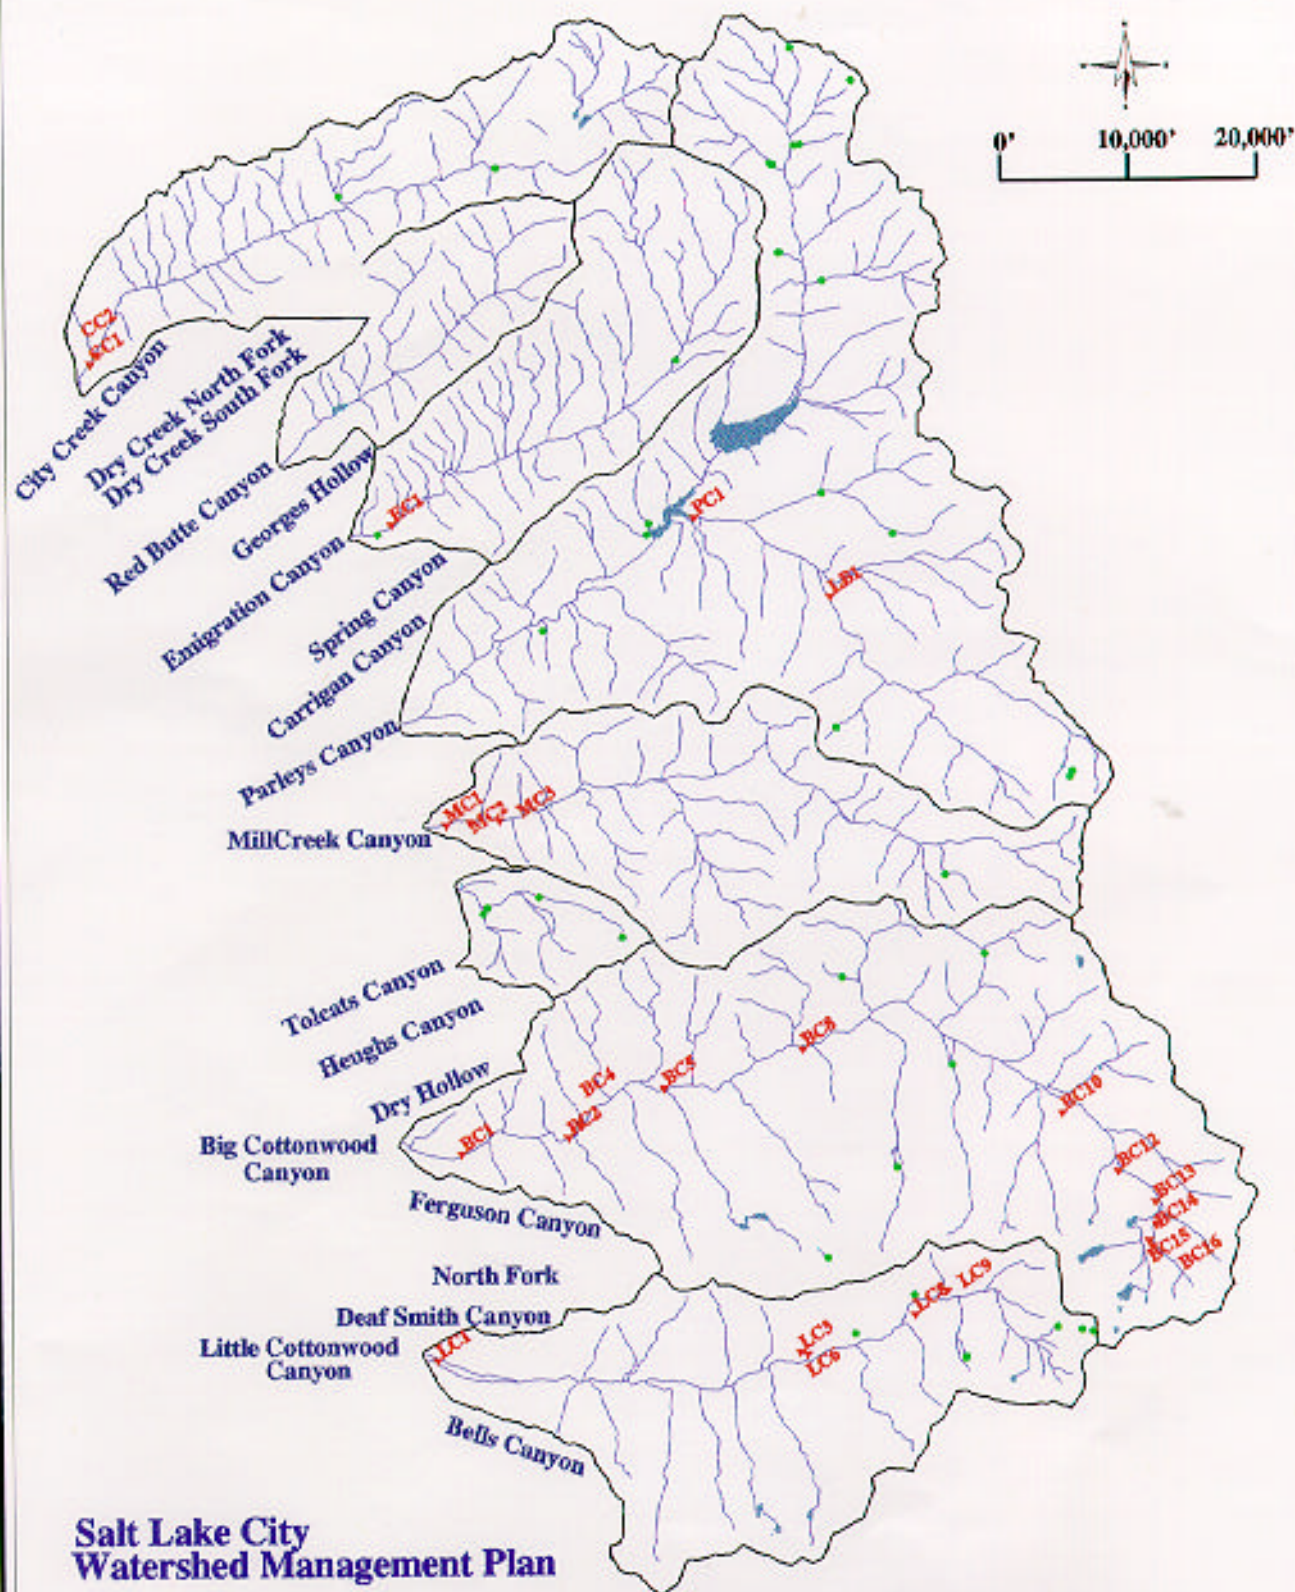 0' 10,000' 20,000'
CC2
CC1
City Creek Canyon
Dry Creek North Fork
Dry Creek South Fork
Red Butte Canyon
Georges Hollow
EC1
Emigration Canyon
Spring Canyon
PC1
LB1
Carrigan Canyon
Parleys Canyon
MC1
MC2
MC3
MillCreek Canyon
Tolcats Canyon
Heughs Canyon
Dry Hollow
BC8
BC5
BC4
BC2
BC1
BC10
BC12
BC13
BC14
BC15
BC16
Big Cottonwood
Canyon
Ferguson Canyon
North Fork
Deaf Smith Canyon
Little Cottonwood
Canyon
LC1
LC6
LC9
Bells Canyon
Salt Lake City
Watershed Management Plan